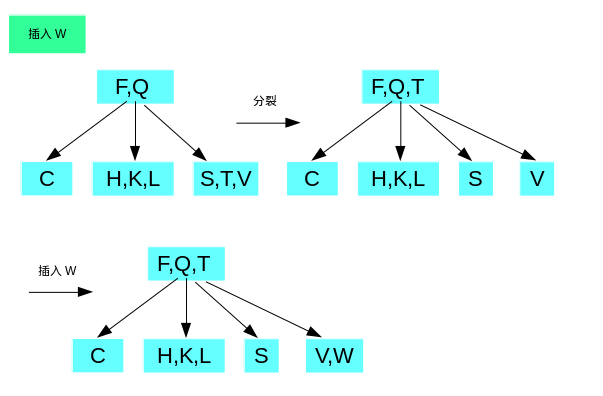 插入 W
F,Q
C
H,K,L
S,T,V
分裂
F,Q,T
C
H,K,L
S
V
插入 W
F,Q,T
C
H,K,L
S
V,W